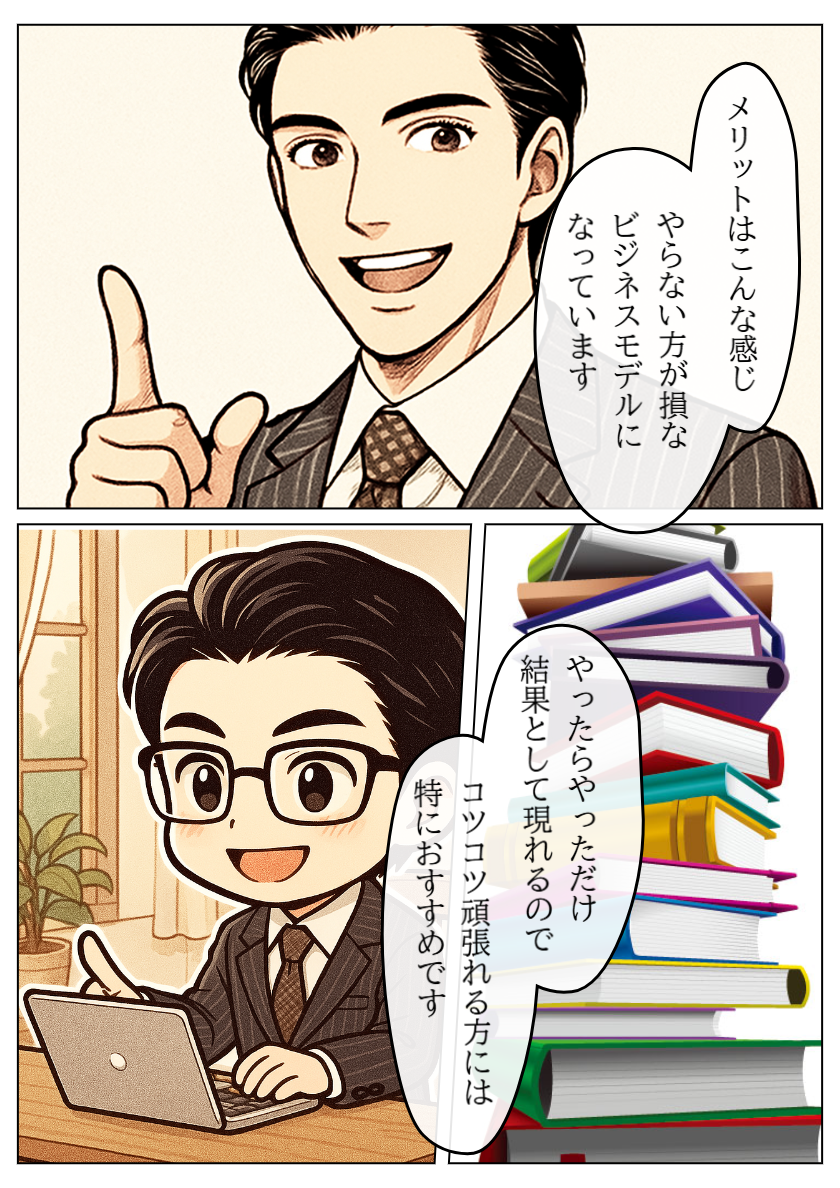 メリットはこんな感じ
やらない方が損な
ビジネスモデルに
なっています
やったらやっただけ
結果として現れるので
コツコツ頑張れる方には
特におすすめです